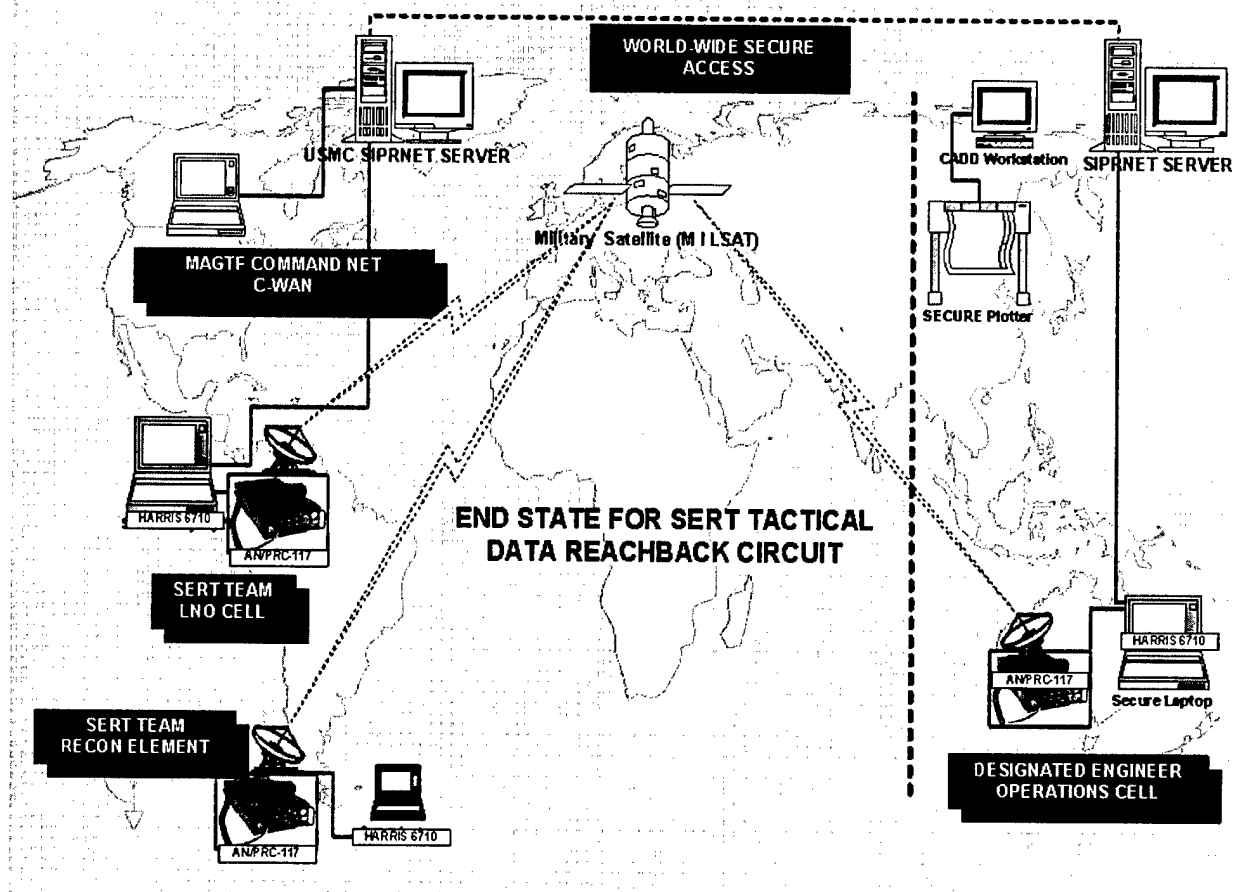 WORLD-WIDE SECURE
ACCESS
USMC SIPRNET SERVER
CADD Workstation
SIPRNET SERVER
Military Satellite (MILSAT)
MAGTF COMMAND NET
C-WAN
SECURE Plotter
HARRIS 6710
AN/PRC-117
END STATE FOR SERT TACTICAL
DATA REACHBACK CIRCUIT
SERT TEAM
LNO CELL
HARRIS 6710
AN/PRC-117
Secure Laptop
SERT TEAM
RECON ELEMENT
DESIGNATED ENGINEER
OPERATIONS CELL
HARRIS 6710
AN/PRC-117